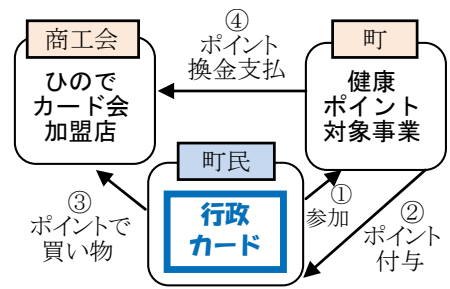 商工会
ひので
カード会
加盟店
④
ポイント
換金支払
町
健康
ポイント
対象事業
町民
行政
カード
①
参加
②
ポイント
付与
③
ポイントで
買い物